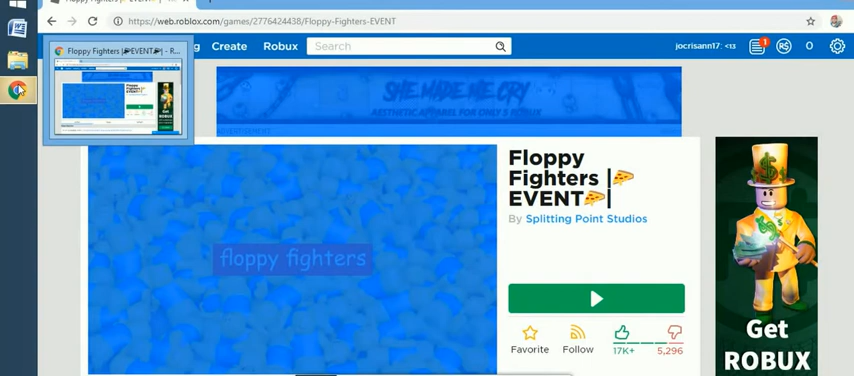 https://web.roblox.com/games/2776424438/Floppy-Fighters-EVENT
Floppy Fighters |🍕EVENT🍕| - R...
Create
Robux
Search
jocrisann17: <13
1
0
SHE MADE ME CRY
AESTHETIC APPAREL FOR ONLY 5 ROBUX
ADVERTISEMENT
floppy fighters
Floppy
Fighters |🍕
EVENT🍕|
By Splitting Point Studios
Favorite
Follow
17K+
5,296
Get
ROBUX